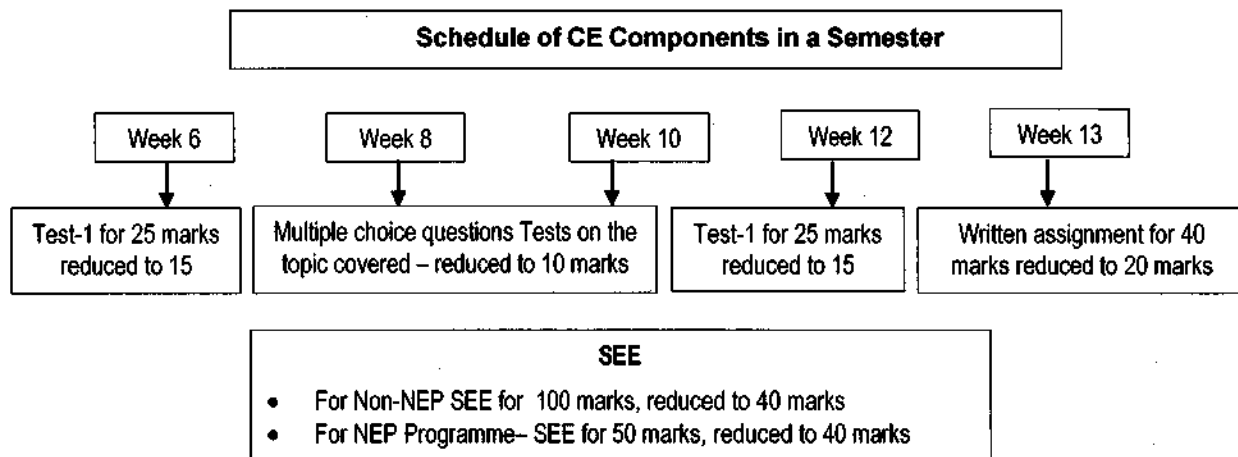 Schedule of CE Components in a Semester
Week 6
Week 8
Week 10
Week 12
Week 13
Test-1 for 25 marks
reduced to 15
Multiple choice questions Tests on the
topic covered – reduced to 10 marks
Test-1 for 25 marks
reduced to 15
Written assignment for 40
marks reduced to 20 marks
SEE
• For Non-NEP SEE for 100 marks, reduced to 40 marks
• For NEP Programme– SEE for 50 marks, reduced to 40 marks